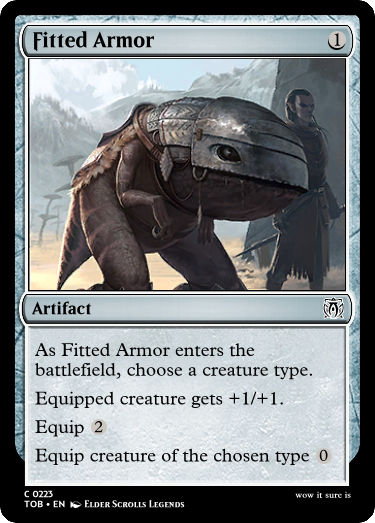 Fitted Armor 1
Artifact
As Fitted Armor enters the
battlefield, choose a creature type.
Equipped creature gets +1/+1.
Equip 2
Equip creature of the chosen type 0
C 0223
TOB • EN Elder Scrolls Legends
wow it sure is